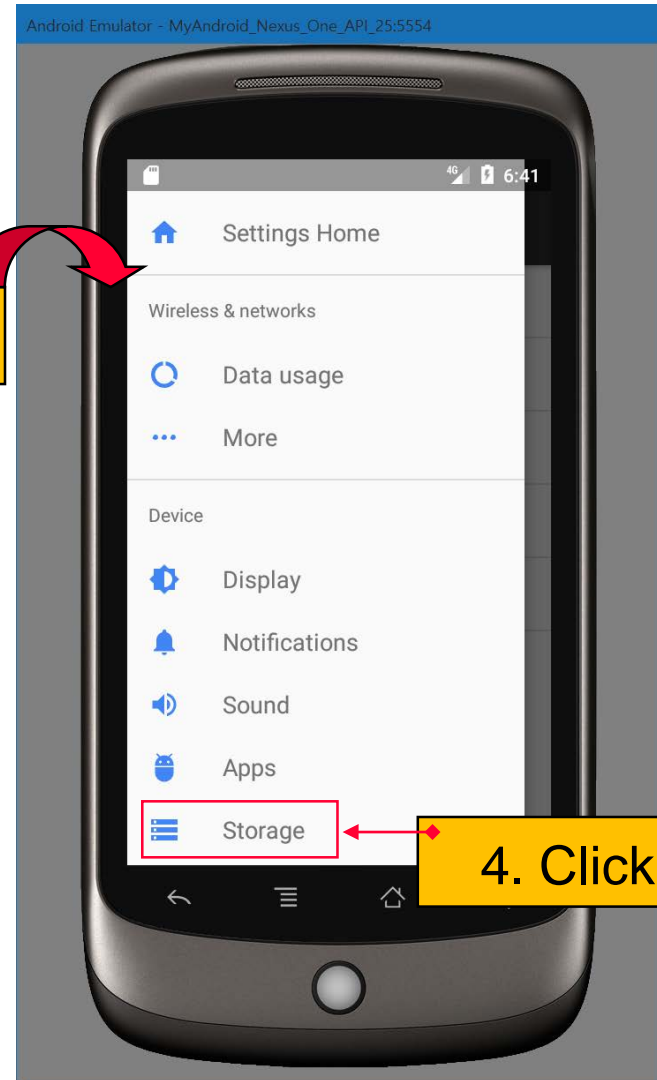 Android Emulator - MyAndroid_Nexus_One_API_25:5554
4G 6:41
Settings Home
Wireless & networks
Data usage
More
Device
Display
Notifications
Sound
Apps
Storage
4. Click